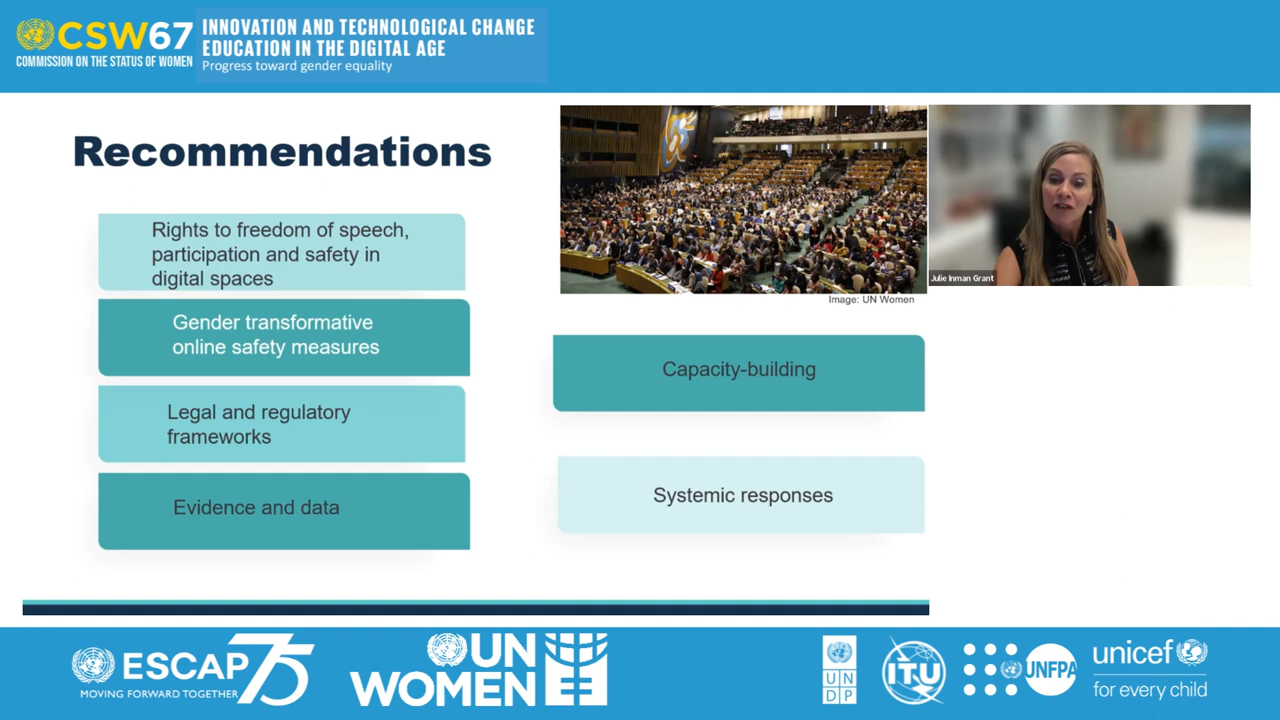 CSW67
COMMISSION ON THE STATUS OF WOMEN
INNOVATION AND TECHNOLOGICAL CHANGE
EDUCATION IN THE DIGITAL AGE
Progress toward gender equality
Recommendations
Rights to freedom of speech,
participation and safety in
digital spaces
Gender transformative
online safety measures
Legal and regulatory
frameworks
Evidence and data
Image: UN Women
Capacity-building
Systemic responses
Julie Inman Grant
ESCAP 75
MOVING FORWARD TOGETHER
UN
WOMEN
U N
D P
ITU
UNFPA
unicef
for every child